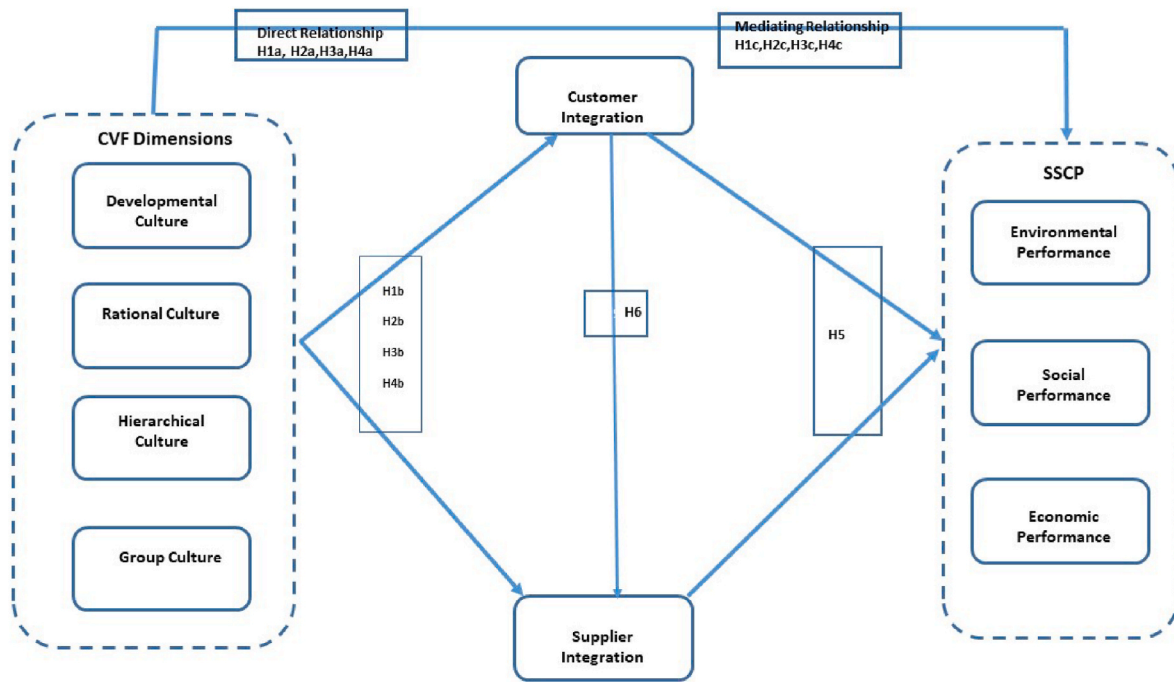 Direct Relationship
H1a, H2a,H3a,H4a
Mediating Relationship
H1c,H2c,H3c,H4c
CVF Dimensions
Developmental
Culture
Rational Culture
Hierarchical
Culture
Group Culture
Customer
Integration
H1b
H2b
H3b
H4b
H6
H5
Supplier
Integration
SSCP
Environmental
Performance
Social
Performance
Economic
Performance